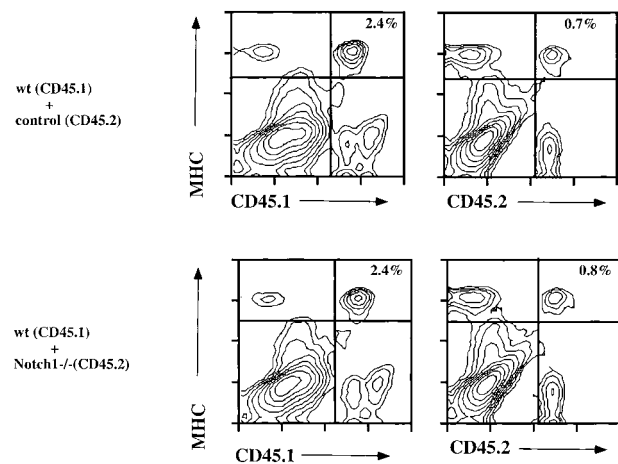 2.4%
0.7%
wt (CD45.1)
+
control (CD45.2)
MHC
CD45.1
CD45.2
2.4%
0.8%
wt (CD45.1)
+
Notch1-/-(CD45.2)
MHC
CD45.1
CD45.2